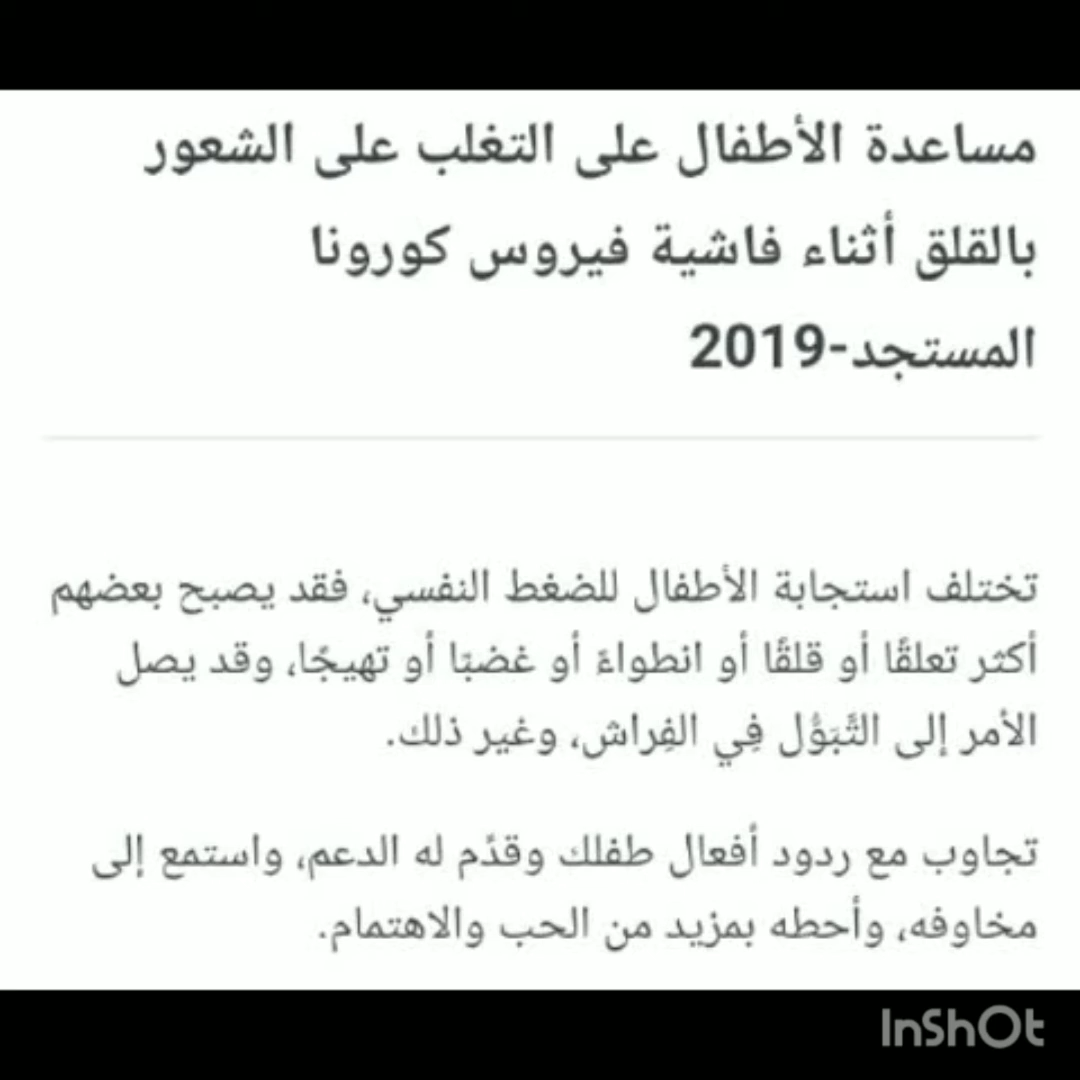 مساعدة الأطفال على التغلب على الشعور
بالقلق أثناء فاشية فيروس كورونا
المستجد-2019
تختلف استجابة الأطفال للضغط النفسي، فقد يصبح بعضهم
أكثر تعلقًا أو قلقًا أو انطواءً أو غضبًا أو تهيجًا، وقد يصل
الأمر إلى التَّبَوُّل فِي الفِراش، وغير ذلك.
تجاوب مع ردود أفعال طفلك وقدِّم له الدعم، واستمع إلى
مخاوفه، وأحطه بمزيد من الحب والاهتمام.
InShOt